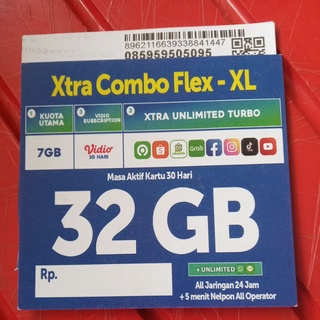 8962116639338841447
085959505095
Xtra Combo Flex - XL
1 KUOTA UTAMA
2 VIDIO SUBSCRIPTION
3 XTRA UNLIMITED TURBO
7GB
Vidio
30 HARI
Grab
Masa Aktif Kartu 30 Hari
32 GB
Rp.
+ UNLIMITED
All Jaringan 24 Jam
+ 5 menit Nelpon All Operator